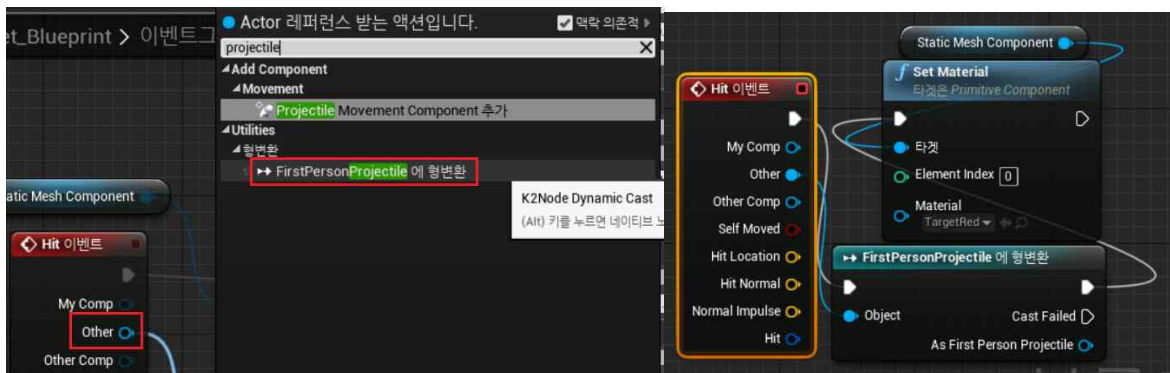 et_Blueprint > 이벤트그
Actor 레퍼런스 받는 액션입니다.
맥락 의존적
projectile
Add Component
Movement
Projectile Movement Component 추가
Utilities
형변환
FirstPersonProjectile 에 형변환
K2Node Dynamic Cast
(Alt) 키를 누르면 네이티브 노
atic Mesh Component
Hit 이벤트
My Comp
Other
Other Comp
Static Mesh Component
Set Material
타겟은 Primitive Component
타겟
Element Index 0
Material
TargetRed
Hit 이벤트
My Comp
Other
Other Comp
Self Moved
Hit Location
Hit Normal
Normal Impulse
Hit
FirstPersonProjectile 에 형변환
Object
Cast Failed
As First Person Projectile